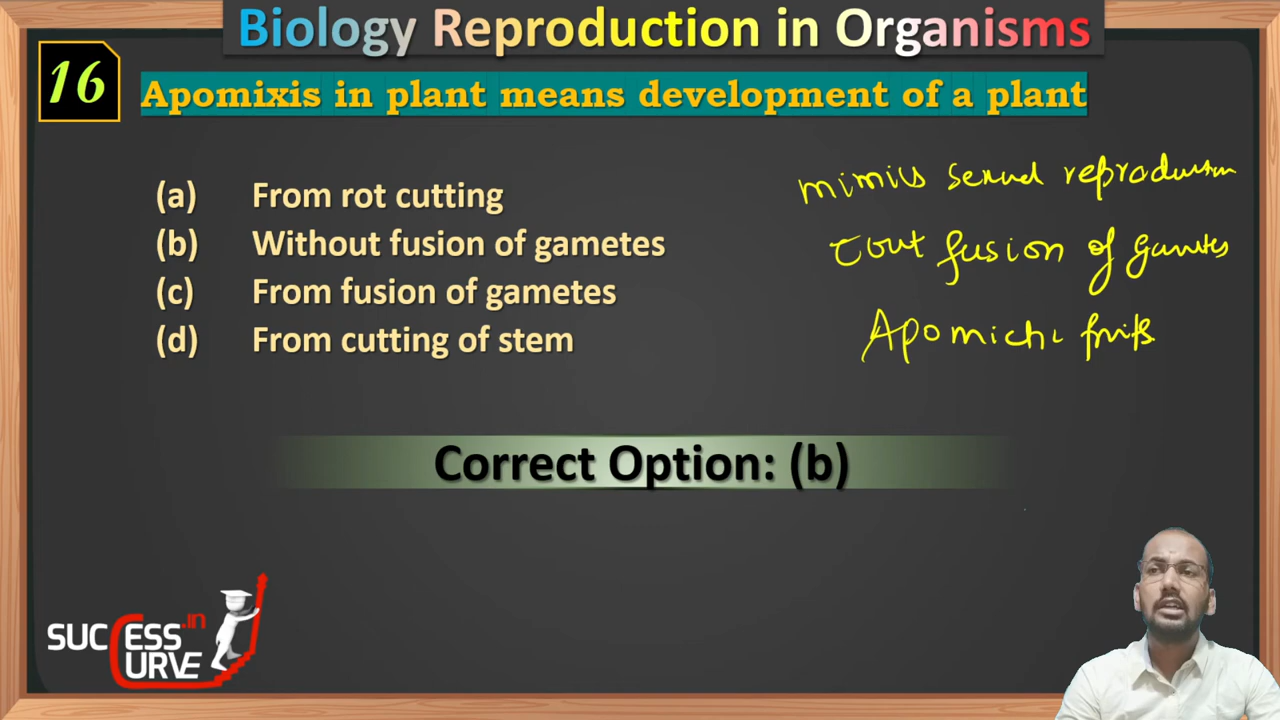 Biology Reproduction in Organisms
16
Apomixis in plant means development of a plant
(a) From rot cutting
(b) Without fusion of gametes
(c) From fusion of gametes
(d) From cutting of stem
mimics sexual reproduction
fusion of gametes
fruits
Correct Option: (b)
SUCCESS.in
CURVE